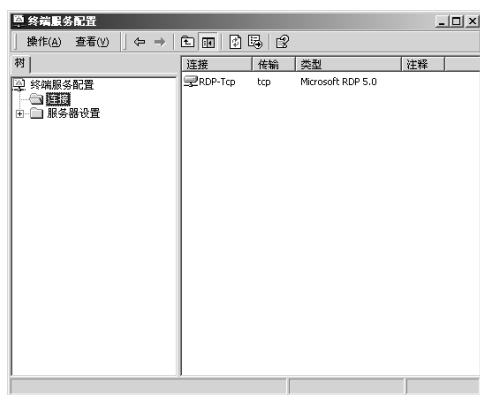 终端服务配置
操作(A) 查看(V)
树
连接 传输 类型 注释
终端服务配置
连接
服务器设置
RDP-Tcp tcp Microsoft RDP 5.0